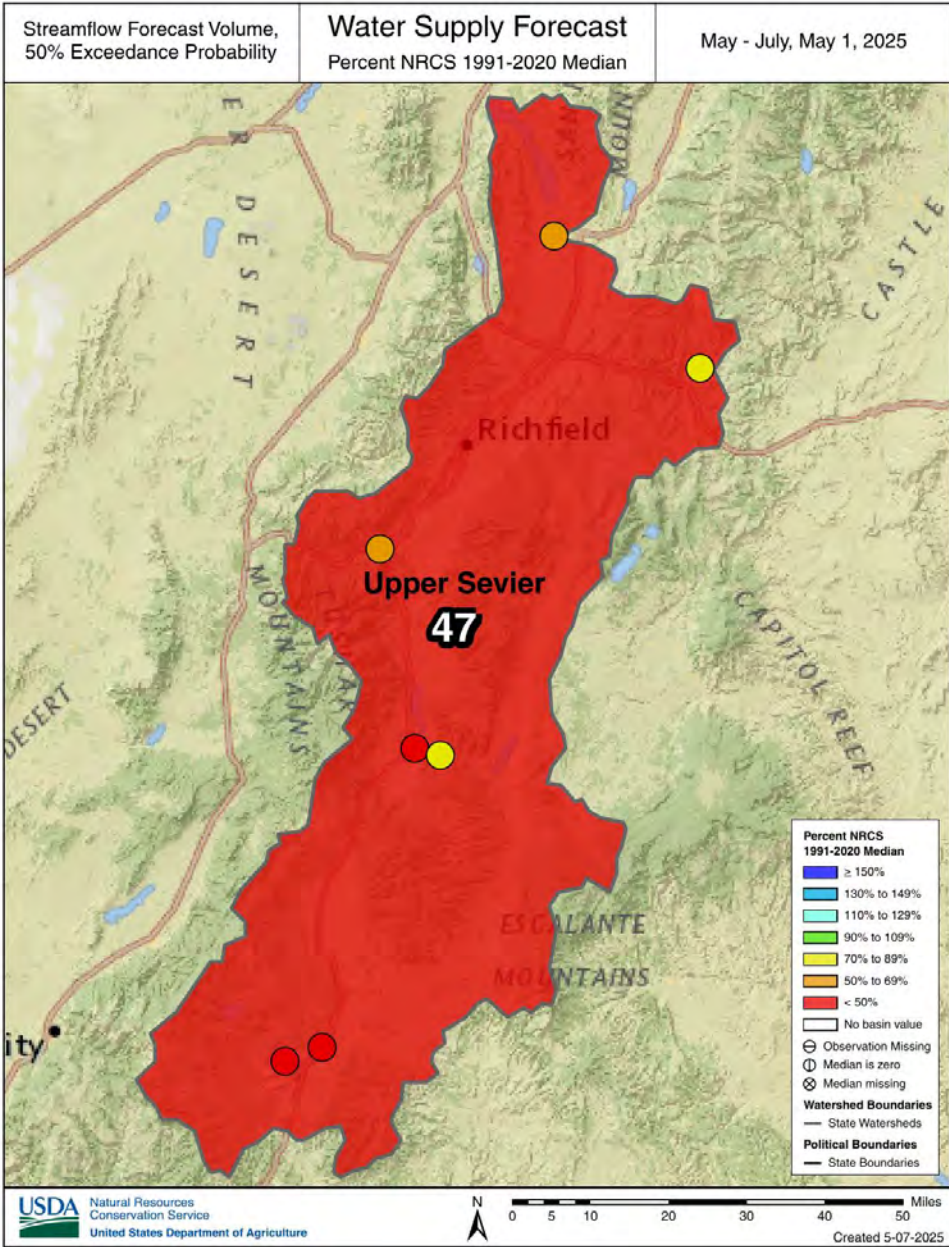 Streamflow Forecast Volume,
50% Exceedance Probability
Water Supply Forecast
Percent NRCS 1991-2020 Median
May - July, May 1, 2025
E R D E S E R T
SAN
MOUN
CASTLE
Richfield
Upper Sevier
47
MOUNTAINS
CAPITOL REEF
DESERT
ESCALANTE
MOUNTAINS
ity
Percent NRCS
1991-2020 Median
≥ 150%
130% to 149%
110% to 129%
90% to 109%
70% to 89%
50% to 69%
< 50%
No basin value
Observation Missing
Median is zero
Median missing
Watershed Boundaries
State Watersheds
Political Boundaries
State Boundaries
USDA
Natural Resources
Conservation Service
United States Department of Agriculture
N
0 5 10 20 30 40 50
Miles
Created 5-07-2025